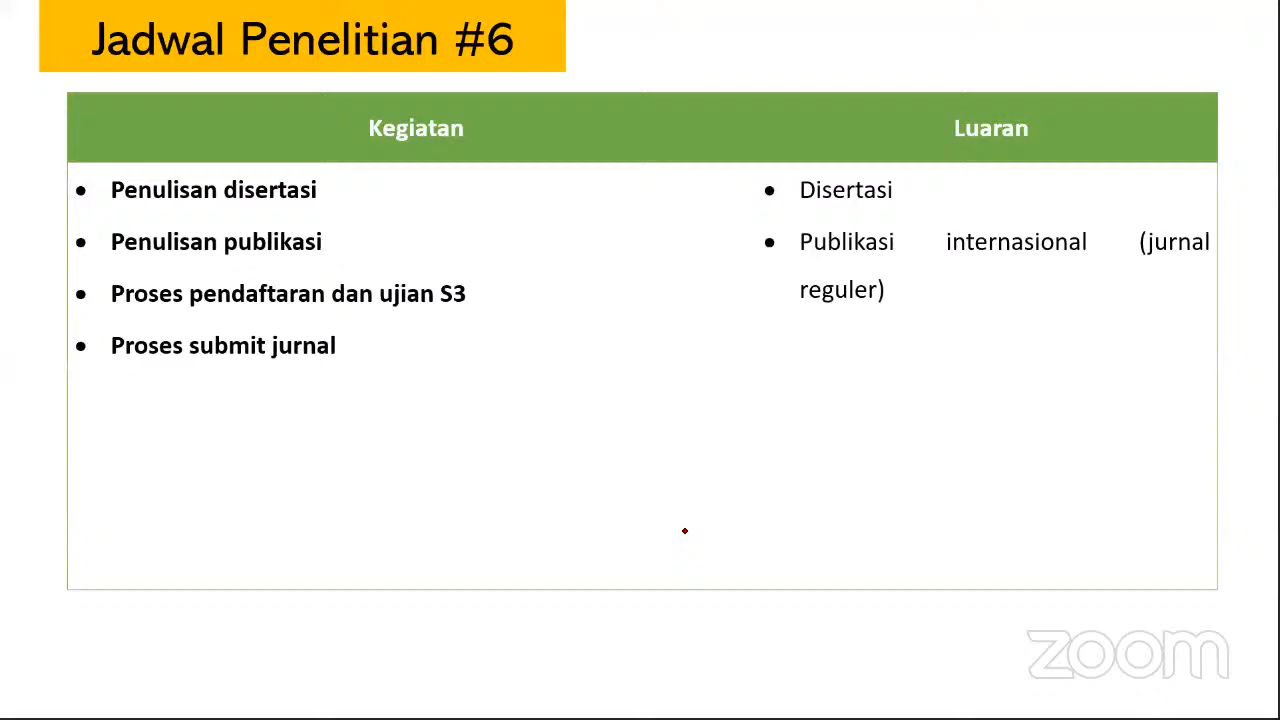 Jadwal Penelitian #6
Kegiatan
Luaran
• Penulisan disertasi
• Penulisan publikasi
• Proses pendaftaran dan ujian S3
• Proses submit jurnal
• Disertasi
• Publikasi internasional (jurnal
reguler)
zoom